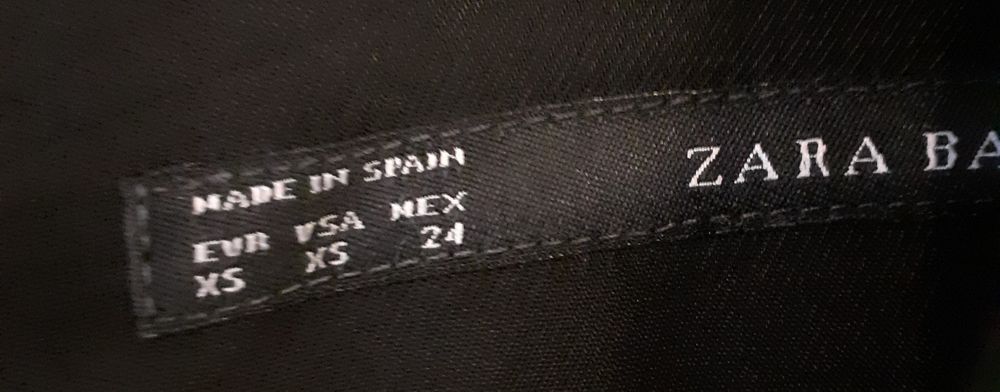 MADE IN SPAIN
EUR USA MEX
XS XS 24
ZARA BA